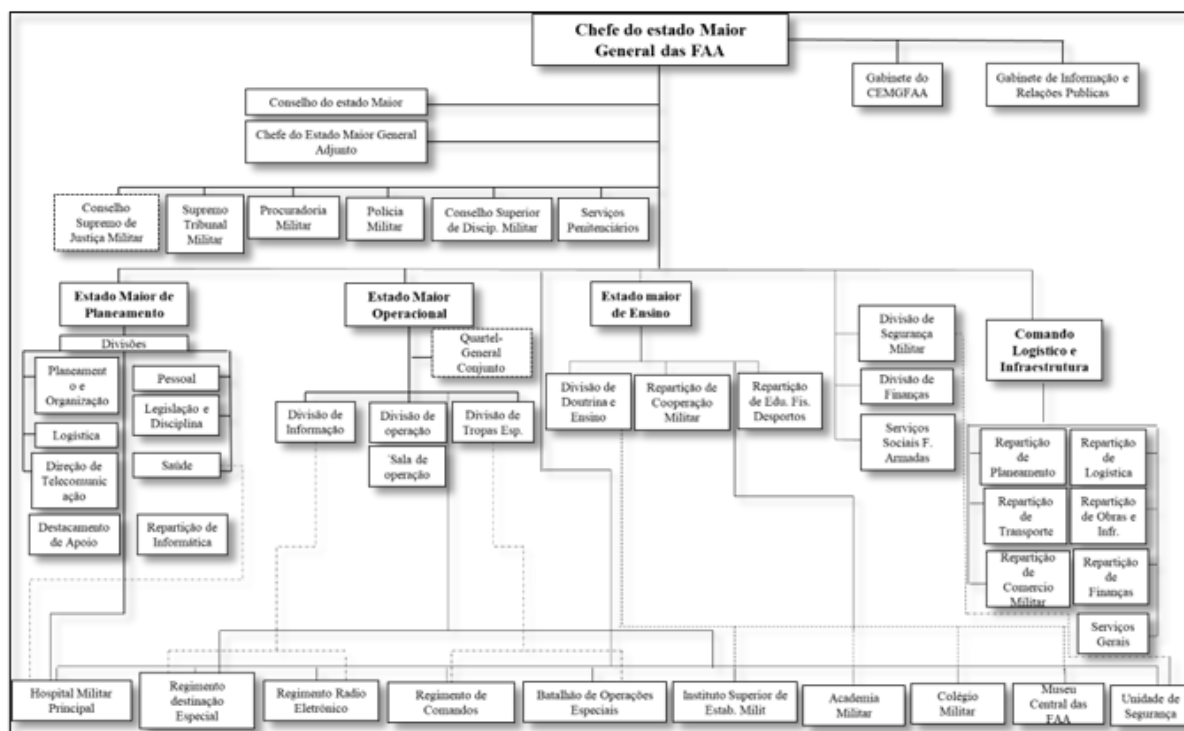 Chefe do estado Maior
General das FAA
Gabinete do
CEMGFAA
Gabinete de Informação e
Relações Publicas
Conselho do estado Maior
Chefe do Estado Maior General
Adjunto
Conselho
Supremo de
Justiça Militar
Supremo
Tribunal
Militar
Procuradoria
Militar
Polícia
Militar
Conselho Superior
de Discip. Militar
Serviços
Penitenciários
Estado Maior de
Planeamento
Divisões
Planeament
o e
Organização
Pessoal
Legislação e
Disciplina
Logística
Direção de
Telecomunic
ação
Saúde
Destacamento
de Apoio
Repartição de
Informática
Estado Maior
Operacional
Quartel-
General
Conjunto
Divisão de
Informação
Divisão de
operação
Divisão de
Tropas Esp.
`Sala de
operação
Estado maior
de Ensino
Divisão de
Doutrina e
Ensino
Repartição de
Cooperação
Militar
Repartição
de Edu. Fis.
Desportos
Divisão de
Segurança
Militar
Divisão de
Finanças
Serviços
Sociais F.
Armadas
Comando
Logístico e
Infraestrutura
Repartição
de
Planeamento
Repartição
de
Logística
Repartição
de
Transporte
Repartição
de Obras e
Infr.
Repartição
de
Comercio
Militar
Repartição
de
Finanças
Serviços
Gerais
Hospital Militar
Principal
Regimento
destinação
Especial
Regimento Radio
Eletrónico
Regimento de
Comandos
Batalhão de Operações
Especiais
Instituto Superior de
Estab. Milit
Academia
Militar
Colégio
Militar
Museu
Central das
FAA
Unidade de
Segurança